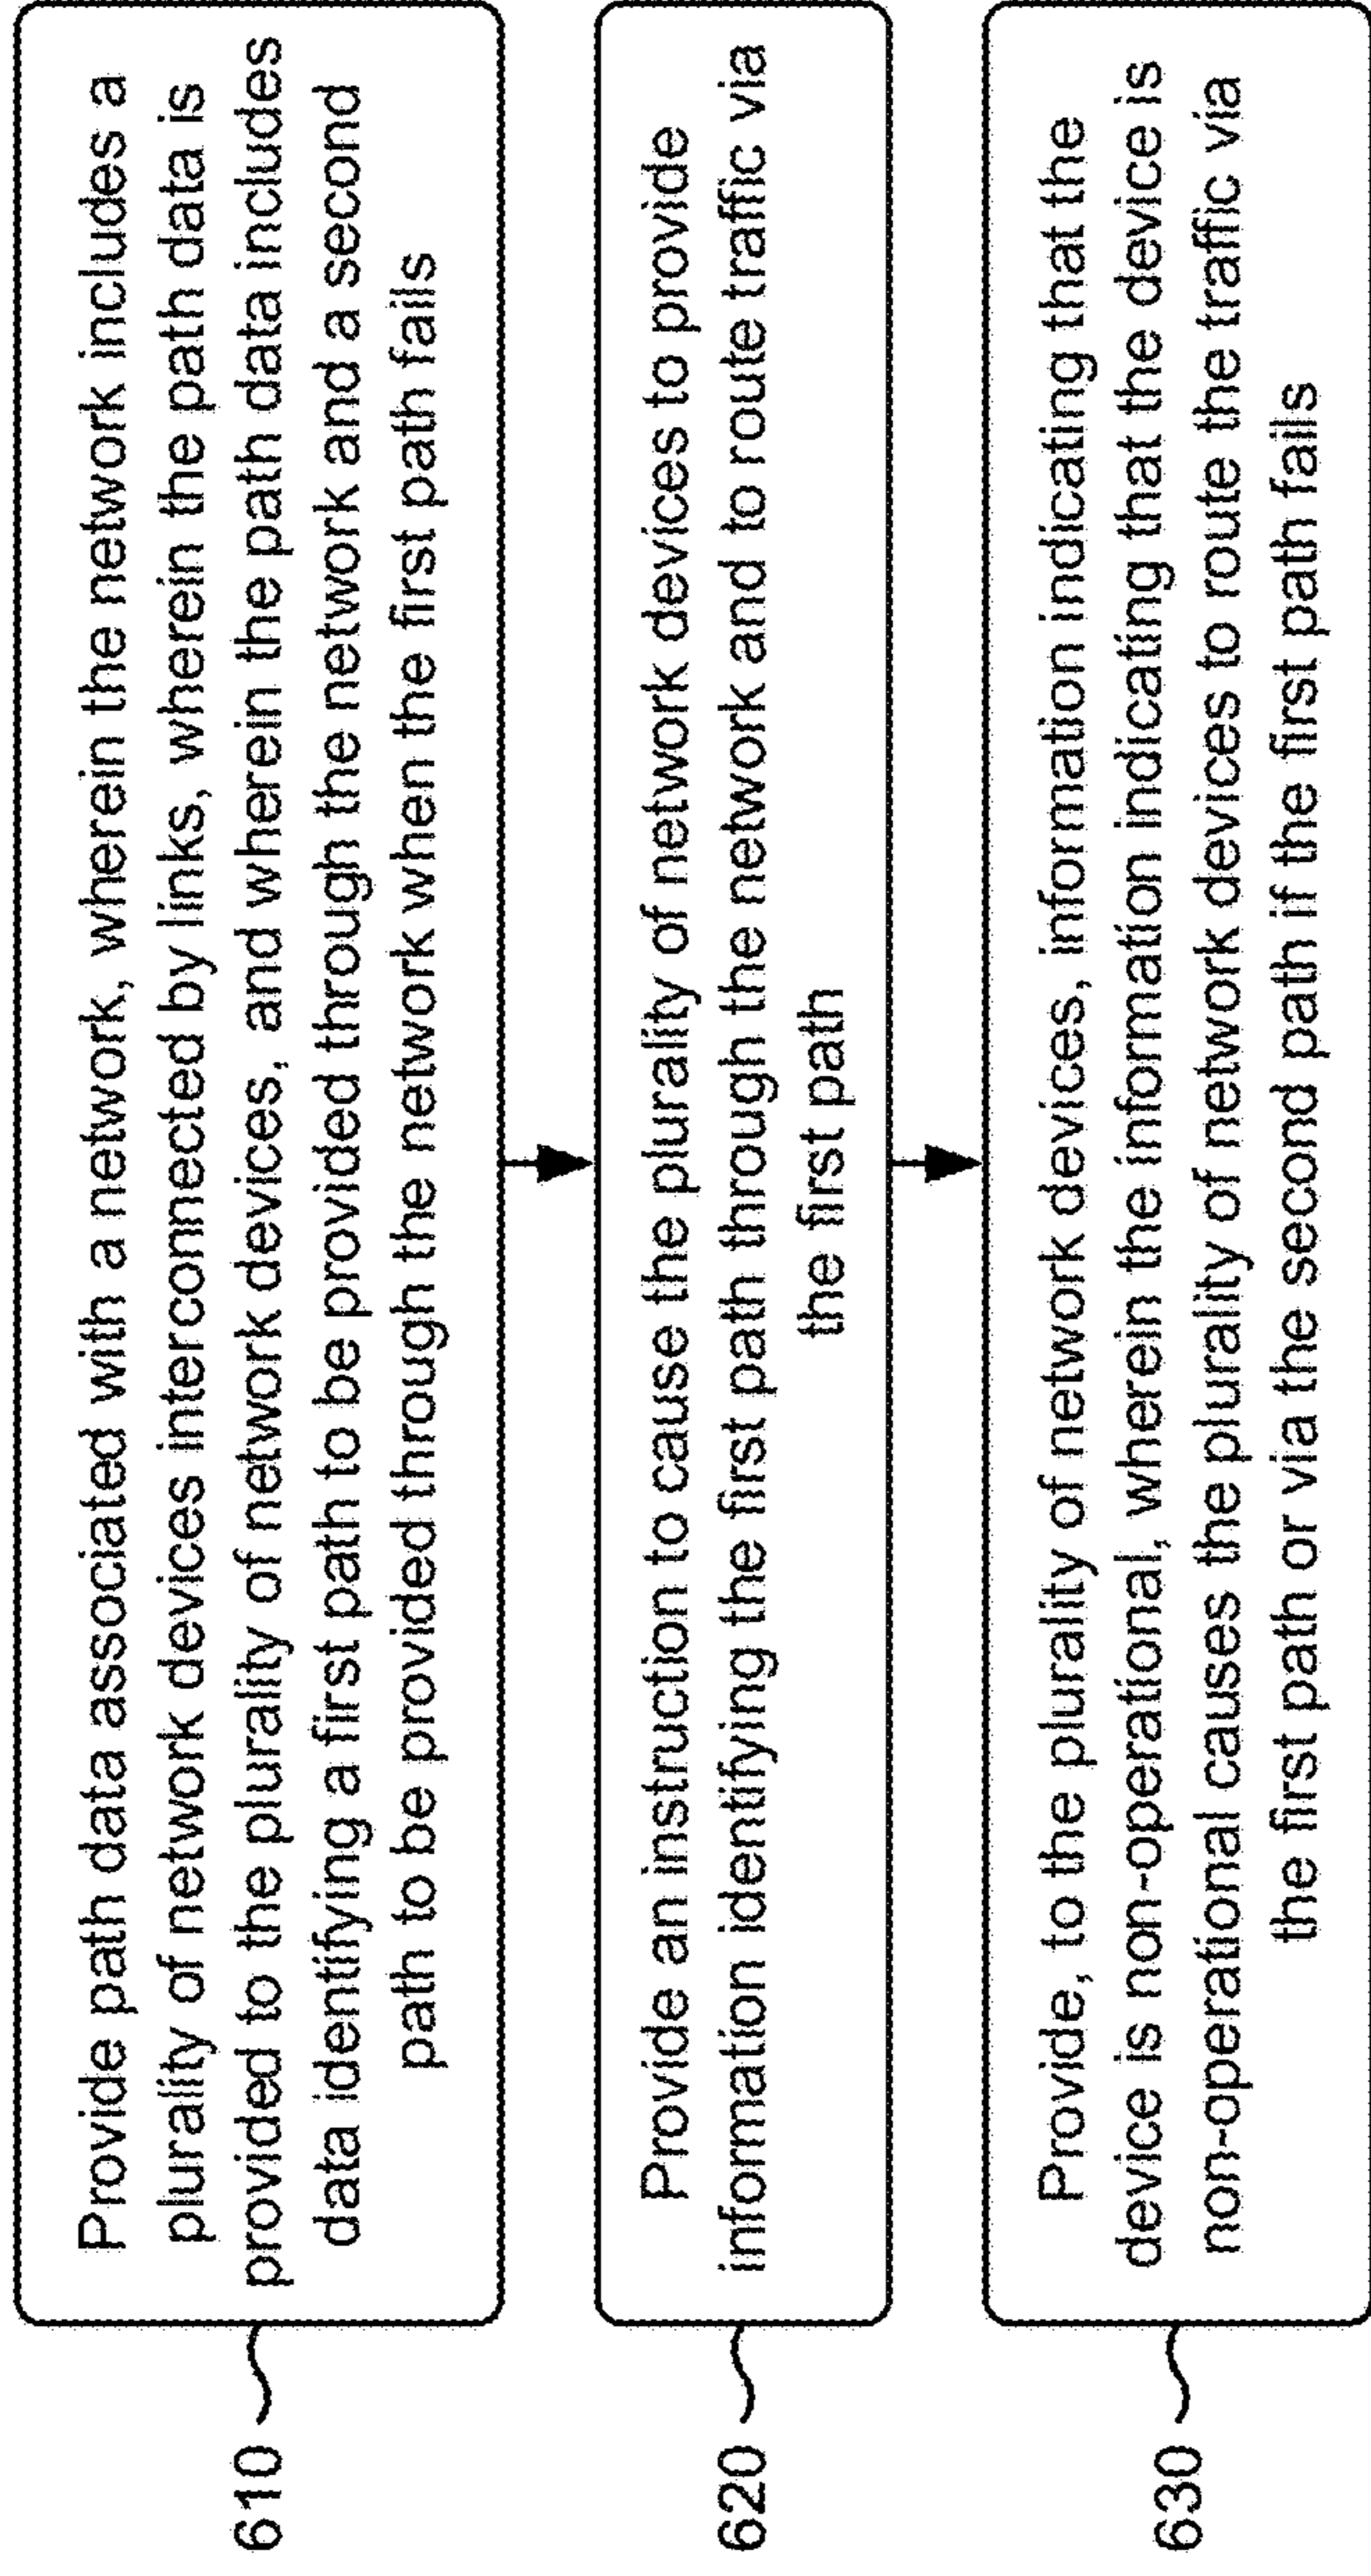 610
Provide path data associated with a network, wherein the network includes a
plurality of network devices interconnected by links, wherein the path data is
provided to the plurality of network devices, and wherein the path data includes
data identifying a first path to be provided through the network and a second
path to be provided through the network when the first path fails
620
Provide an instruction to cause the plurality of network devices to provide
information identifying the first path through the network and to route traffic via
the first path
630
Provide, to the plurality of network devices, information indicating that the
device is non-operational, wherein the information indicating that the device is
non-operational causes the plurality of network devices to route the traffic via
the first path or via the second path if the first path fails